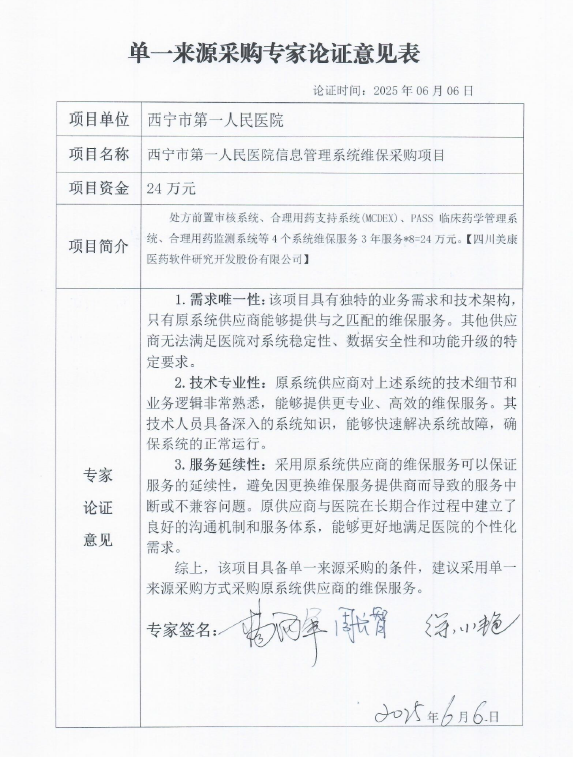 单一来源采购专家论证意见表
论证时间：2025 年 06 月 06 日
项目单位 西宁市第一人民医院
项目名称 西宁市第一人民医院信息管理系统维保采购项目
项目资金 24 万元
项目简介
处方前置审核系统、合理用药支持系统(MCDEX)、PASS 临床药学管理系
统、合理用药监测系统等 4 个系统维保服务 3 年服务*8=24 万元。【四川美康
医药软件研究开发股份有限公司】
专家
论证
意见
1.需求唯一性：该项目具有独特的业务需求和技术架构，
只有原系统供应商能够提供与之匹配的维保服务。其他供应
商无法满足医院对系统稳定性、数据安全性和功能升级的特
定要求。
2.技术专业性：原系统供应商对上述系统的技术细节和
业务逻辑非常熟悉，能够提供更专业、高效的维保服务。其
技术人员具备深入的系统知识，能够快速解决系统故障，确
保系统的正常运行。
3.服务延续性：采用原系统供应商的维保服务可以保证
服务的延续性，避免因更换维保服务提供商而导致的服务中
断或不兼容问题。原供应商与医院在长期合作过程中建立了
良好的沟通机制和服务体系，能够更好地满足医院的个性化
需求。
综上，该项目具备单一来源采购的条件，建议采用单一
来源采购方式采购原系统供应商的维保服务。
专家签名： 徐小艳
2025 年 6 月 6 日